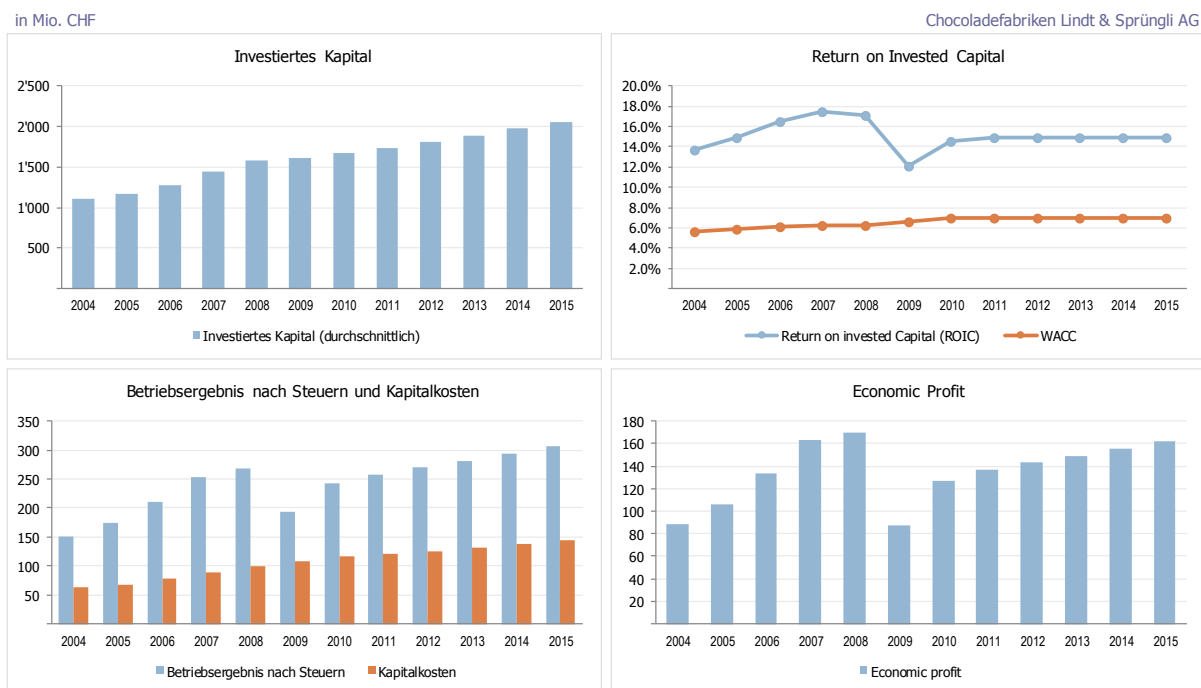 in Mio. CHF
Chocoladefabriken Lindt & Sprüngli AG
Investiertes Kapital
2'500
2'000
1'500
1'000
500
2004 2005 2006 2007 2008 2009 2010 2011 2012 2013 2014 2015
Investiertes Kapital (durchschnittlich)
Return on Invested Capital
20.0%
18.0%
16.0%
14.0%
12.0%
10.0%
8.0%
6.0%
4.0%
2.0%
2004 2005 2006 2007 2008 2009 2010 2011 2012 2013 2014 2015
Return on invested Capital (ROIC) WACC
Betriebsergebnis nach Steuern und Kapitalkosten
350
300
250
200
150
100
50
2004 2005 2006 2007 2008 2009 2010 2011 2012 2013 2014 2015
Betriebsergebnis nach Steuern Kapitalkosten
Economic Profit
180
160
140
120
100
80
60
40
20
2004 2005 2006 2007 2008 2009 2010 2011 2012 2013 2014 2015
Economic profit